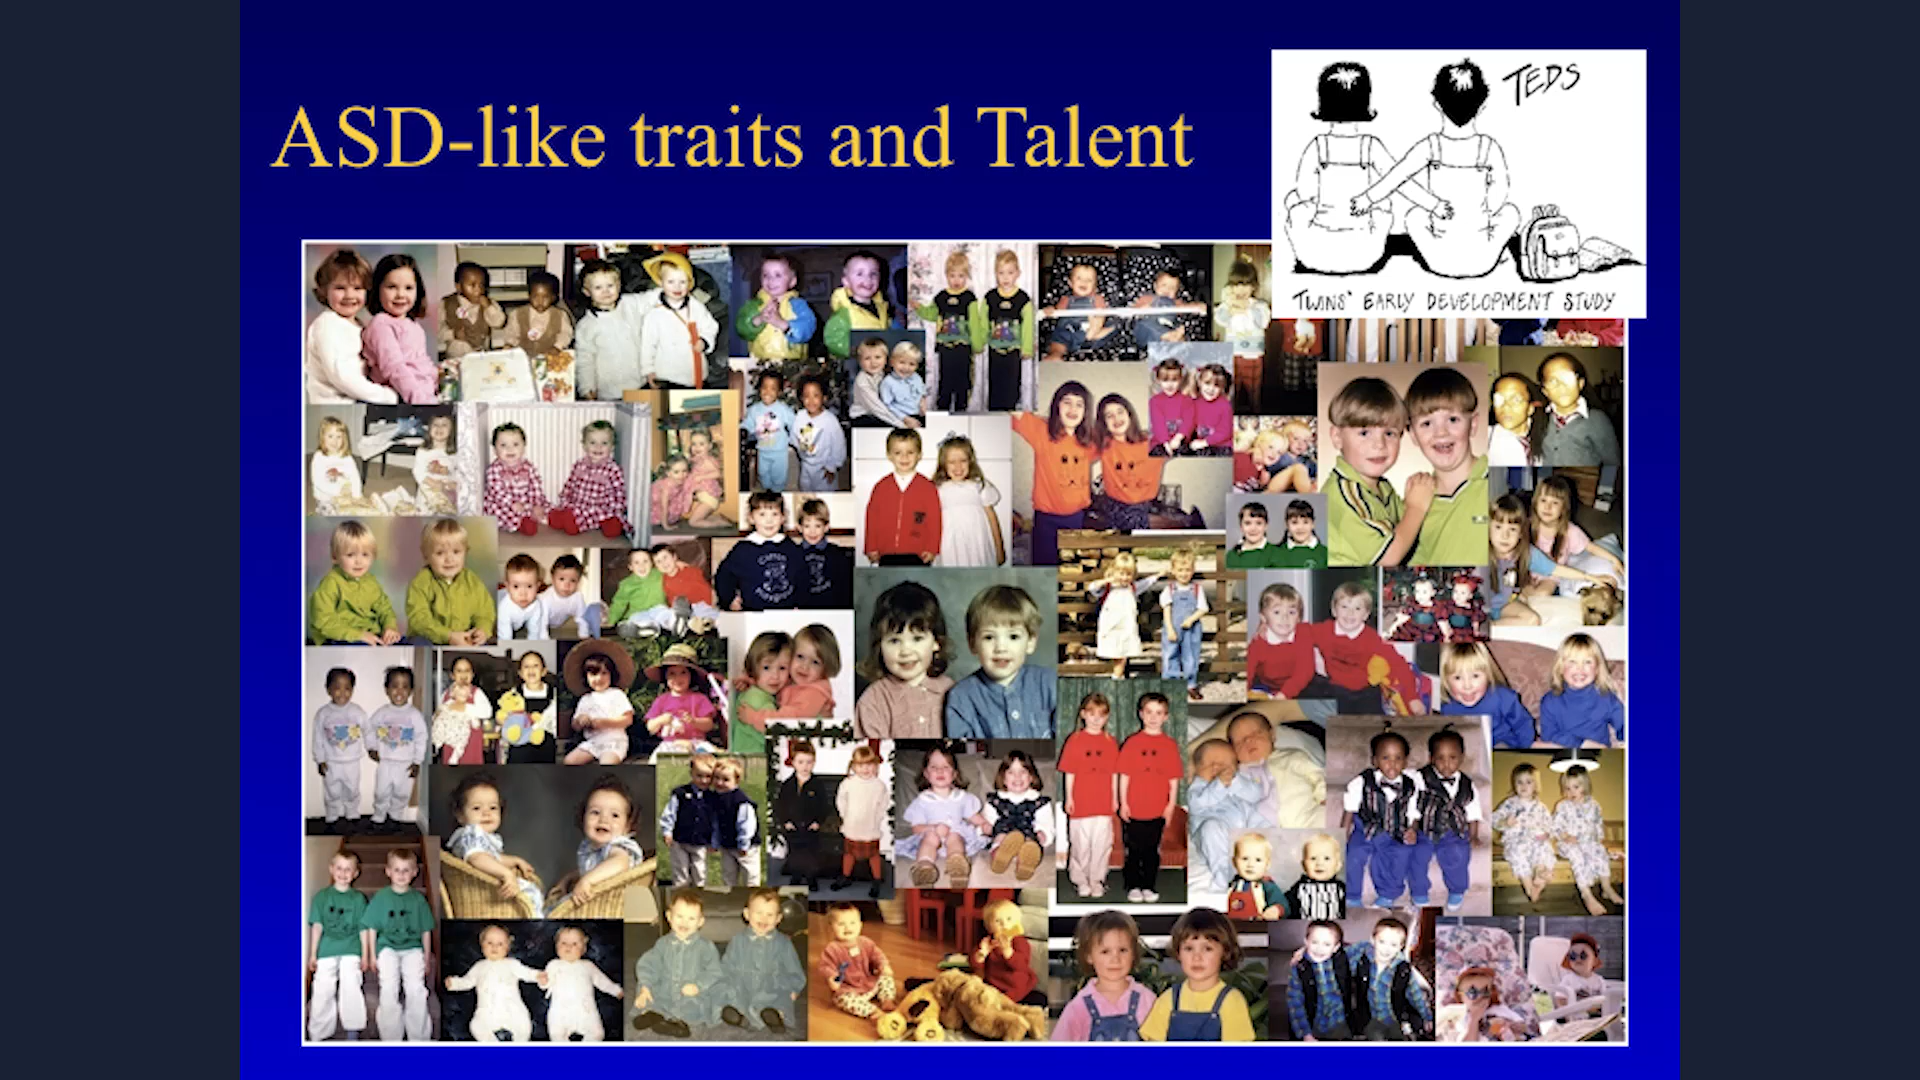 ASD-like traits and Talent
TEDS
TWINS' EARLY DEVELOPMENT STUDY